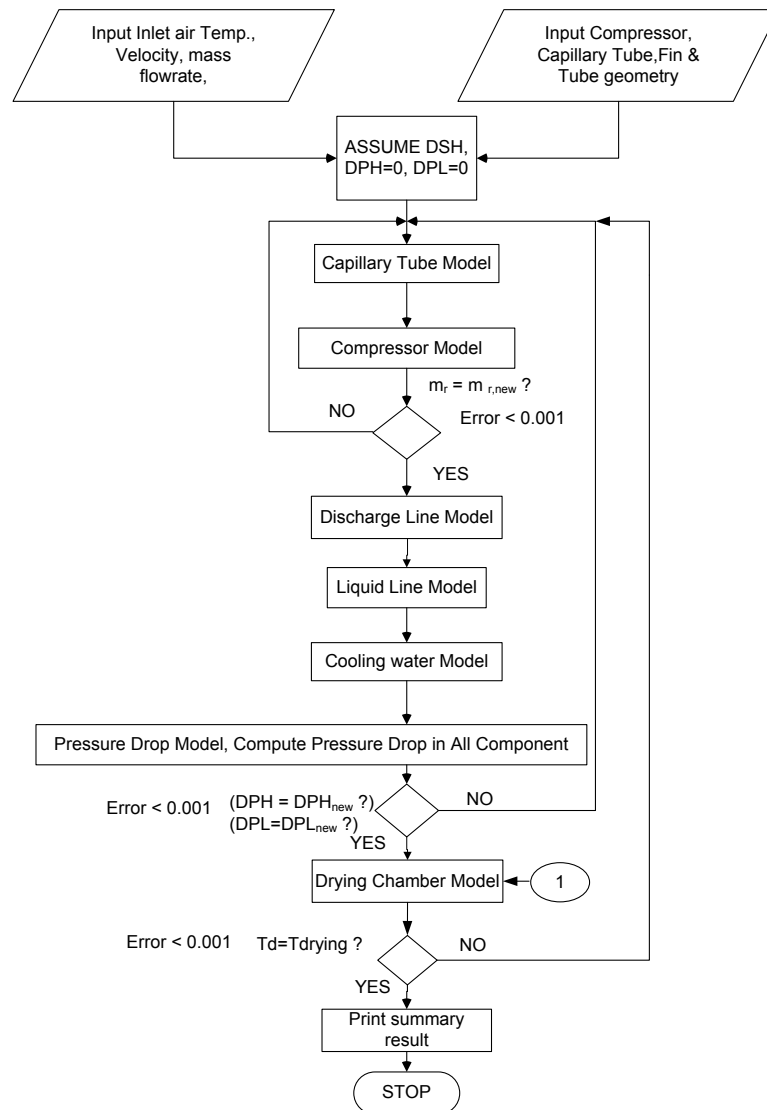 Input Inlet air Temp.,
Velocity, mass
flowrate,
Input Compressor,
Capillary Tube,Fin &
Tube geometry
ASSUME DSH,
DPH=0, DPL=0
Capillary Tube Model
Compressor Model
m_r = m_r,new ?
NO
Error < 0.001
YES
Discharge Line Model
Liquid Line Model
Cooling water Model
Pressure Drop Model, Compute Pressure Drop in All Component
Error < 0.001
(DPH = DPH_new ?)
(DPL=DPL_new ?)
NO
YES
Drying Chamber Model
1
Error < 0.001
Td=Tdrying ?
NO
YES
Print summary
result
STOP